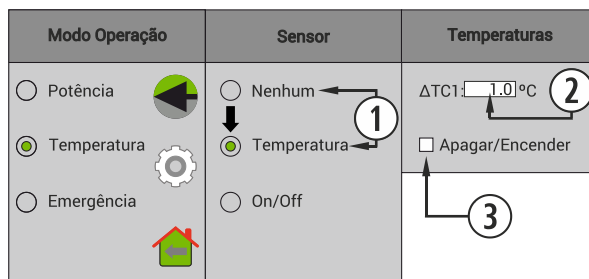 Modo Operação
Potência
Temperatura
Emergência
Sensor
Nenhum
Temperatura
On/Off
1
Temperaturas
ΔTC1: 1.0 ºC
2
Apagar/Encender
3